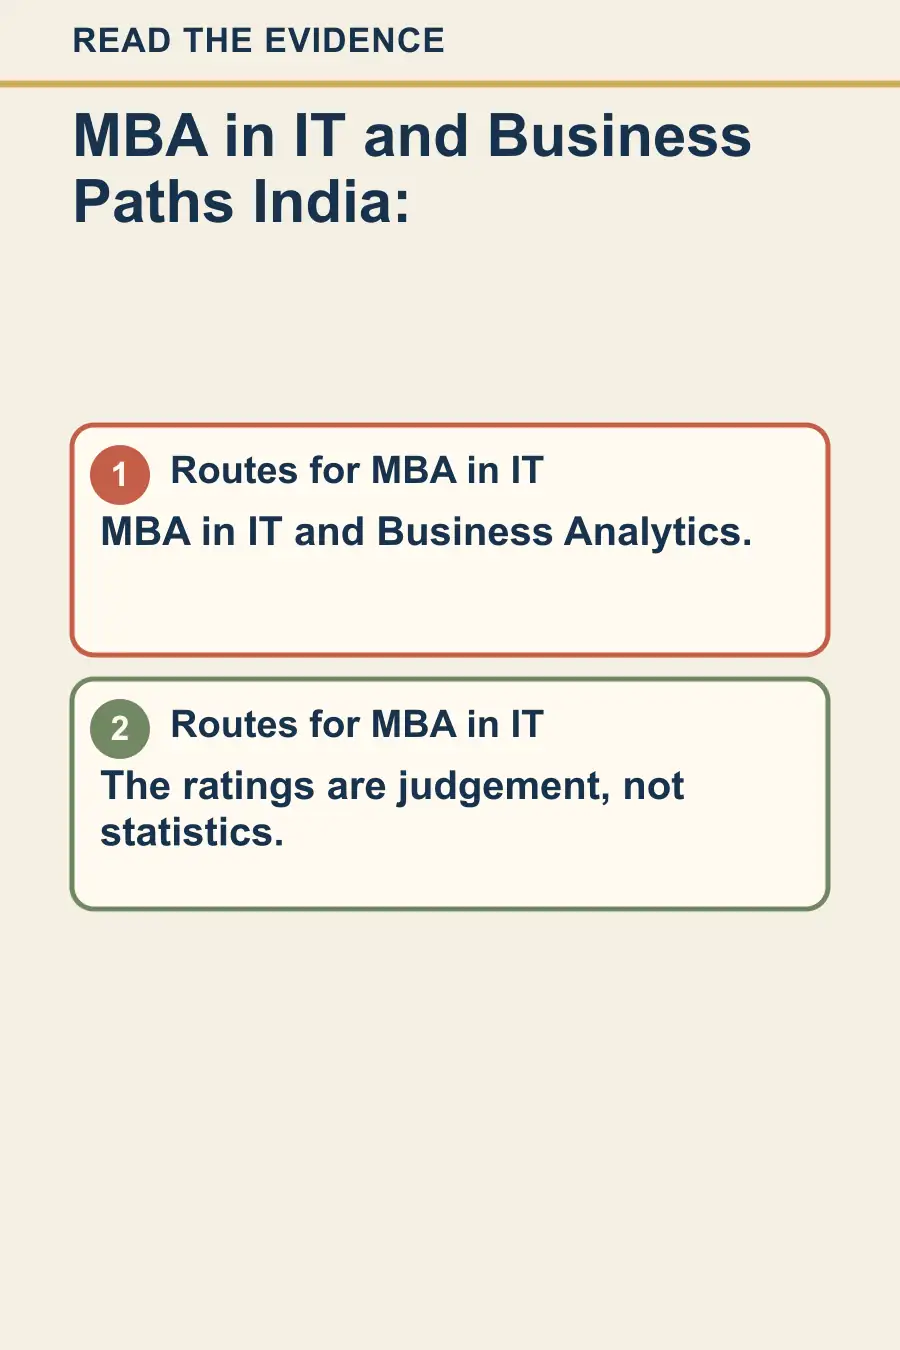 READ THE EVIDENCE
MBA in IT and Business
Paths India:
1
Routes for MBA in IT
MBA in IT and Business Analytics.
2
Routes for MBA in IT
The ratings are judgement, not
statistics.